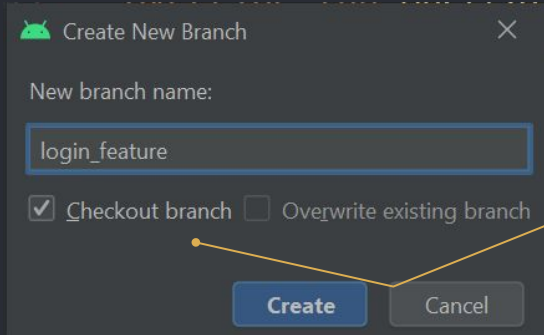 Create New Branch
New branch name:
login_feature
Checkout branch Overwrite existing branch
Create Cancel